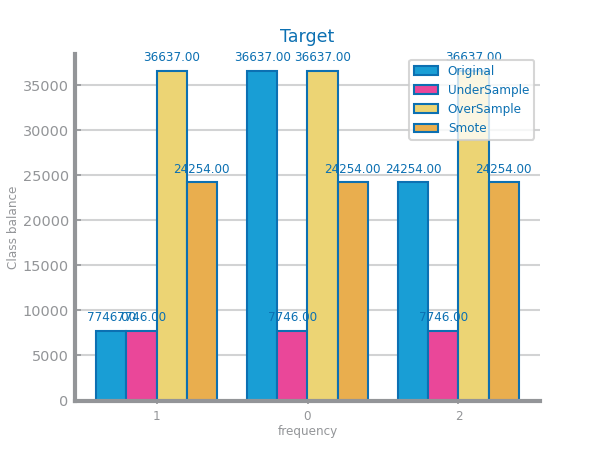 Target
36637.00 36637.00 36637.00 36637.00
Original
UnderSample
OverSample
Smote
24254.00 24254.00 24254.00 24254.00
7746.00 7746.00 7746.00 7746.00
35000
30000
25000
20000
15000
10000
5000
0
Class balance
1 0 2
frequency